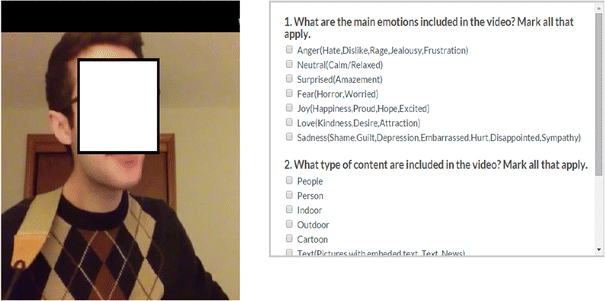 1. What are the main emotions included in the video? Mark all that
apply.
Anger(Hate,Dislike,Rage,Jealousy,Frustration)
Neutral(Calm/Relaxed)
Surprised(Amazement)
Fear(Horror,Worried)
Joy(Happiness,Proud,Hope,Excited)
Love(Kindness,Desire,Attraction)
Sadness(Shame,Guilt,Depression,Embarrassed,Hurt,Disappointed,Sympathy)
2. What type of content are included in the video? Mark all that apply.
People
Person
Indoor
Outdoor
Cartoon
Text(Pictures with embeded text, Text, News)